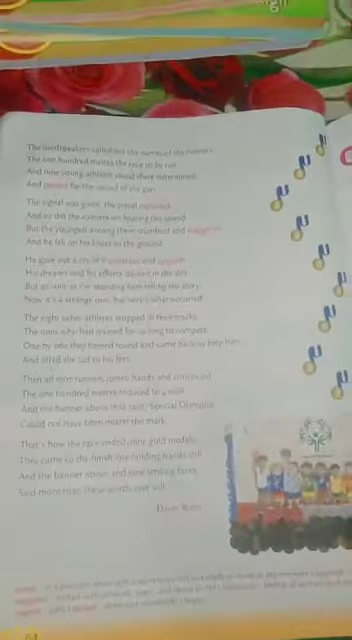 The loudspeakers called out the names of the runners
The one hundred metres the race to be run
And nine young athletes stood there determined
And poised for the sound of the gun.
The signal was given, the pistol exploded
And so did the runners on hearing the sound
But the youngest among them stumbled and staggered
And he fell on his knees to the ground.
He gave out a cry of frustration and anguish
His dreams and his efforts dashed in the dirt
But as sure as I'm standing here telling this story
Now it's a strange one, but here's what occurred
The eight other athletes stopped in their tracks,
The ones who had trained for so long to compete
One by one they turned round and came back to help him
And lifted the lad to his feet.
Then all nine runners joined hands and continued
The one hundred metres reduced to a walk
And the banner above that said, 'Special Olympics'
Could not have been nearer the mark.
That's how the race ended, nine gold medals,
They came to the finish line holding hands still
And the banner above and nine smiling faces,
Said more than these words ever will.
64